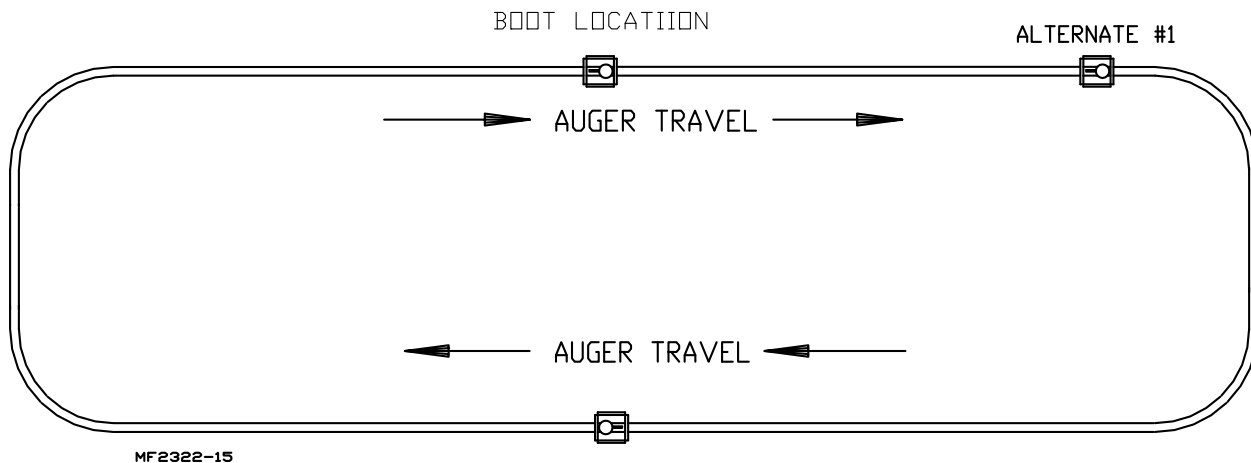 BOOT LOCATIION
ALTERNATE #1
AUGER TRAVEL
AUGER TRAVEL
MF2322-15